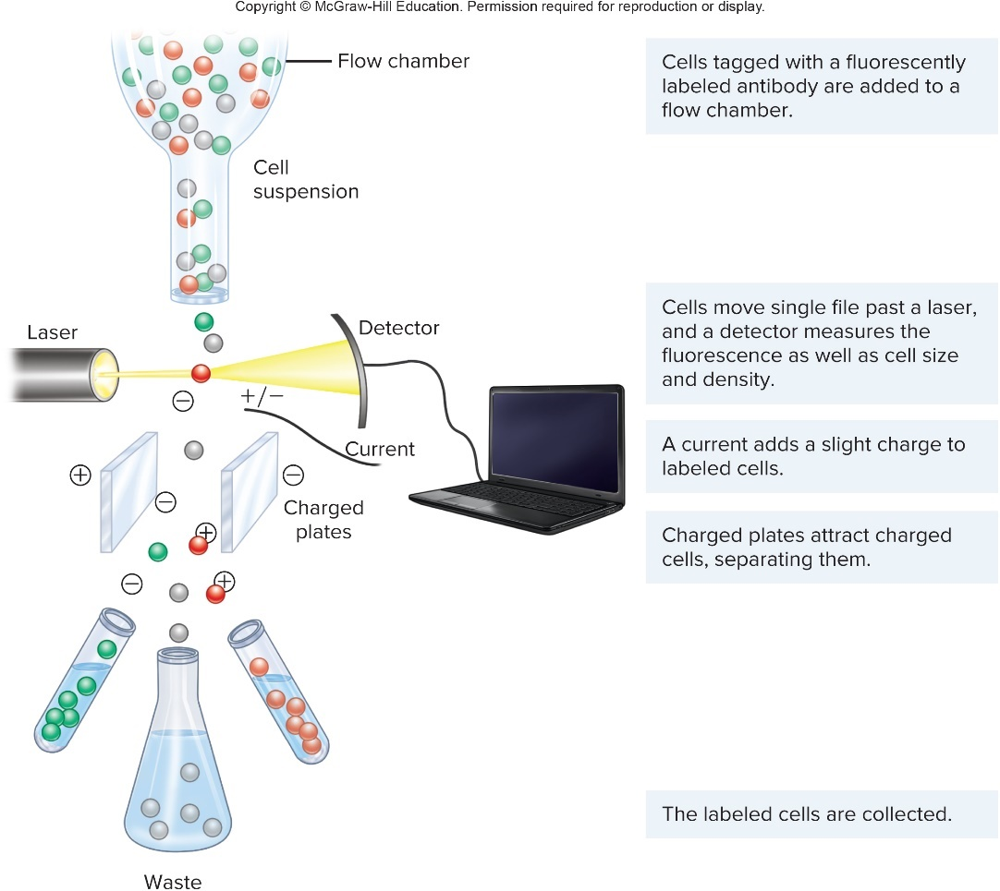 Copyright © McGraw-Hill Education. Permission required for reproduction or display.
Flow chamber
Cells tagged with a fluorescently
labeled antibody are added to a
flow chamber.
Cell
suspension
Laser
Detector
Cells move single file past a laser,
and a detector measures the
fluorescence as well as cell size
and density.
+/−
−
Current
A current adds a slight charge to
labeled cells.
+
−
−
Charged
plates
+
Charged plates attract charged
cells, separating them.
−
+
The labeled cells are collected.
Waste